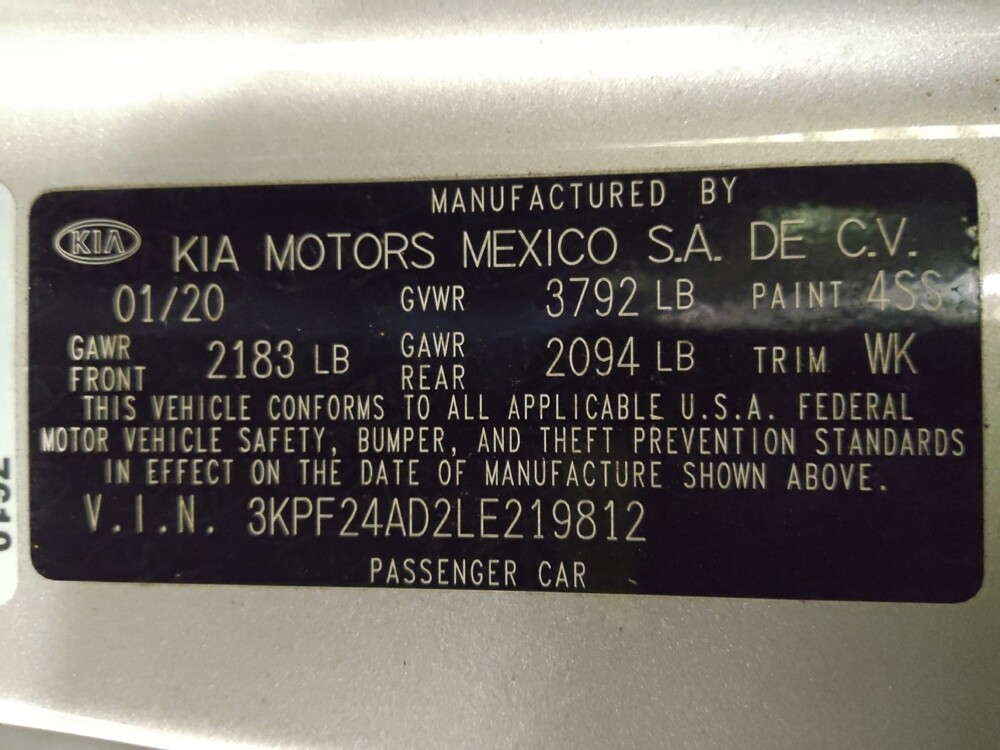 MANUFACTURED BY
KIA KIA MOTORS MEXICO S.A. DE C.V.
01/20 GVWR 3792 LB PAINT 4SS
GAWR FRONT 2183 LB GAWR REAR 2094 LB TRIM WK
THIS VEHICLE CONFORMS TO ALL APPLICABLE U.S.A. FEDERAL
MOTOR VEHICLE SAFETY, BUMPER, AND THEFT PREVENTION STANDARDS
IN EFFECT ON THE DATE OF MANUFACTURE SHOWN ABOVE.
V.I.N. 3KPF24AD2LE219812
PASSENGER CAR